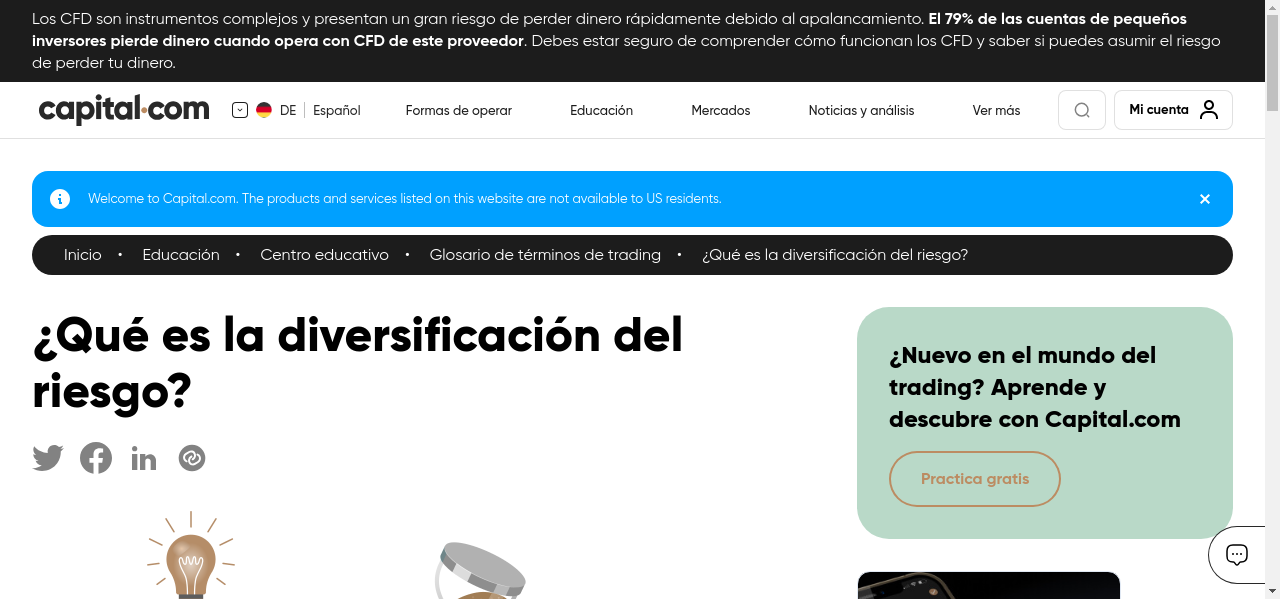 Los CFD son instrumentos complejos y presentan un gran riesgo de perder dinero rápidamente debido al apalancamiento. El 79% de las cuentas de pequeños
inversores pierde dinero cuando opera con CFD de este proveedor. Debes estar seguro de comprender cómo funcionan los CFD y saber si puedes asumir el riesgo
de perder tu dinero.
capital.com DE Español Formas de operar Educación Mercados Noticias y análisis Ver más Mi cuenta
Welcome to Capital.com. The products and services listed on this website are not available to US residents.
Inicio • Educación • Centro educativo • Glosario de términos de trading • ¿Qué es la diversificación del riesgo?
¿Qué es la diversificación del
riesgo?
¿Nuevo en el mundo del
trading? Aprende y
descubre con Capital.com
Practica gratis